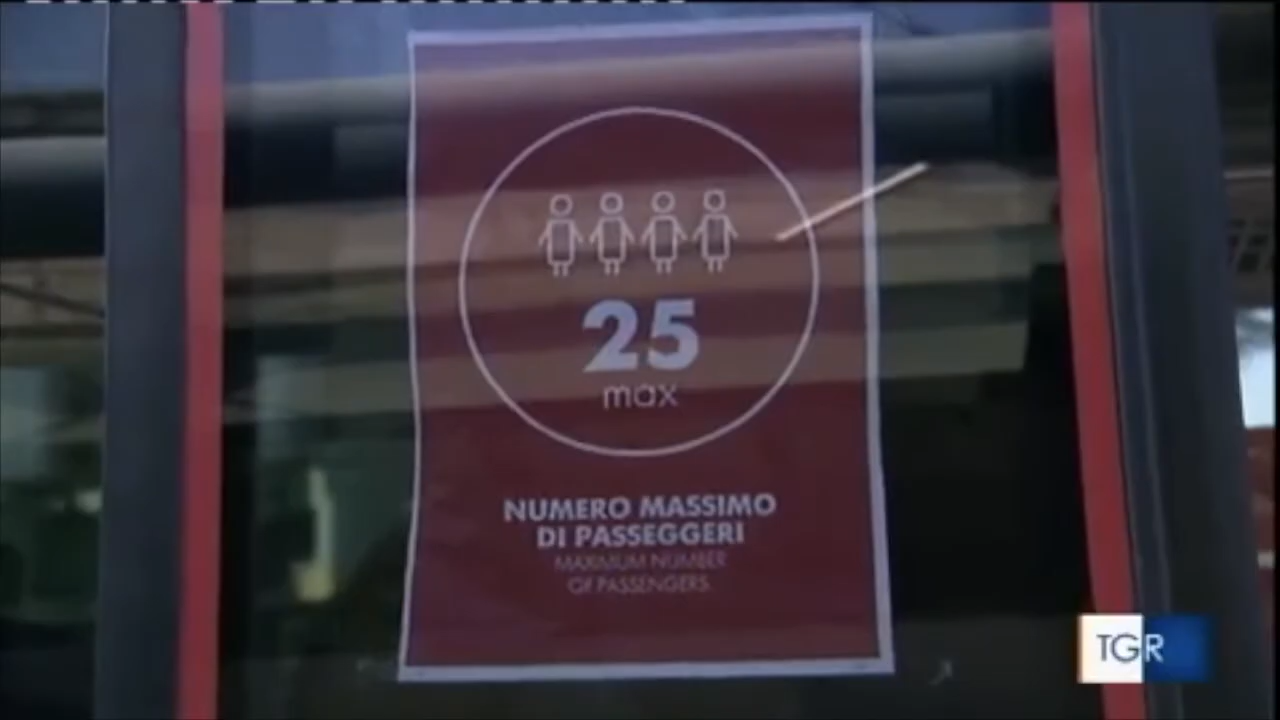 25
max
NUMERO MASSIMO
DI PASSEGGERI
MAXIMUM NUMBER
OF PASSENGERS
TGR